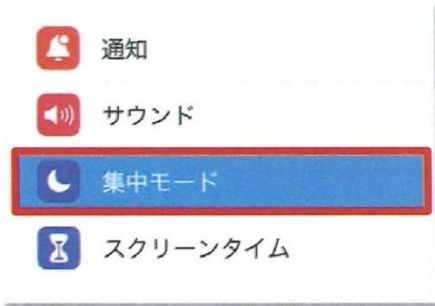 通知
サウンド
集中モード
スクリーンタイム